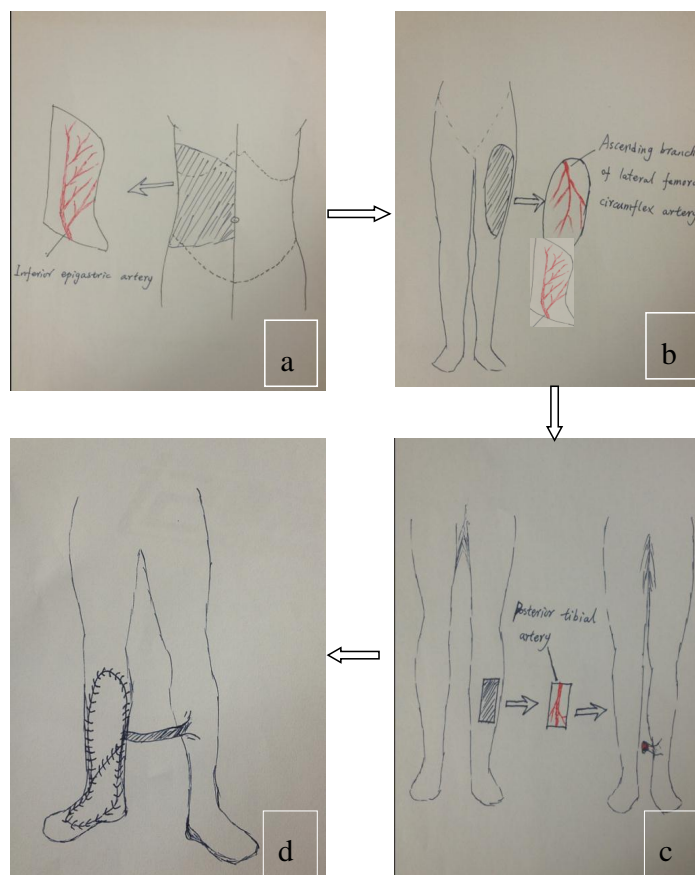 Inferior epigastric artery
a
Ascending branch
of lateral femoral
circumflex artery
b
Posterior tibial
artery
c
d